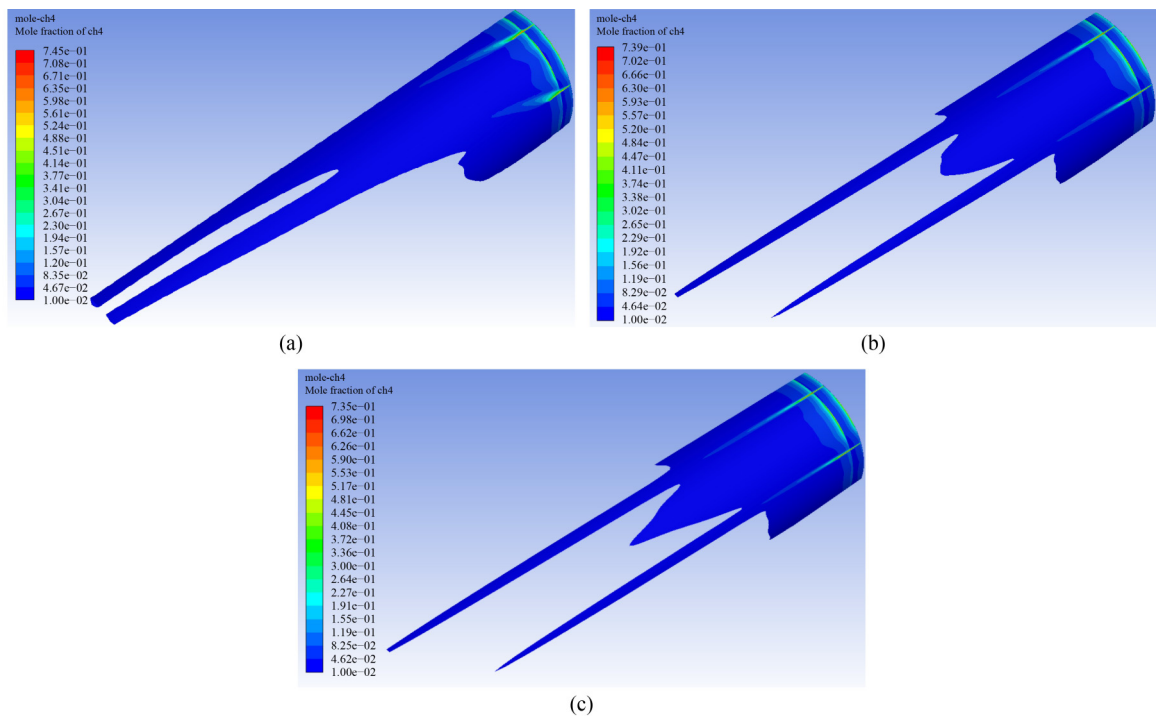 mole-ch4
Mole fraction of ch4
7.45e-01
7.08e-01
6.71e-01
6.35e-01
5.98e-01
5.61e-01
5.24e-01
4.88e-01
4.51e-01
4.14e-01
3.77e-01
3.41e-01
3.04e-01
2.67e-01
2.30e-01
1.94e-01
1.57e-01
1.20e-01
8.35e-02
4.67e-02
1.00e-02
(a)
mole-ch4
Mole fraction of ch4
7.39e-01
7.02e-01
6.66e-01
6.30e-01
5.93e-01
5.57e-01
5.20e-01
4.84e-01
4.47e-01
4.11e-01
3.74e-01
3.38e-01
3.02e-01
2.65e-01
2.29e-01
1.92e-01
1.56e-01
1.19e-01
8.29e-02
4.64e-02
1.00e-02
(b)
mole-ch4
Mole fraction of ch4
7.35e-01
6.98e-01
6.62e-01
6.26e-01
5.90e-01
5.53e-01
5.17e-01
4.81e-01
4.45e-01
4.08e-01
3.72e-01
3.36e-01
3.00e-01
2.64e-01
2.27e-01
1.91e-01
1.55e-01
1.19e-01
8.25e-02
4.62e-02
1.00e-02
(c)